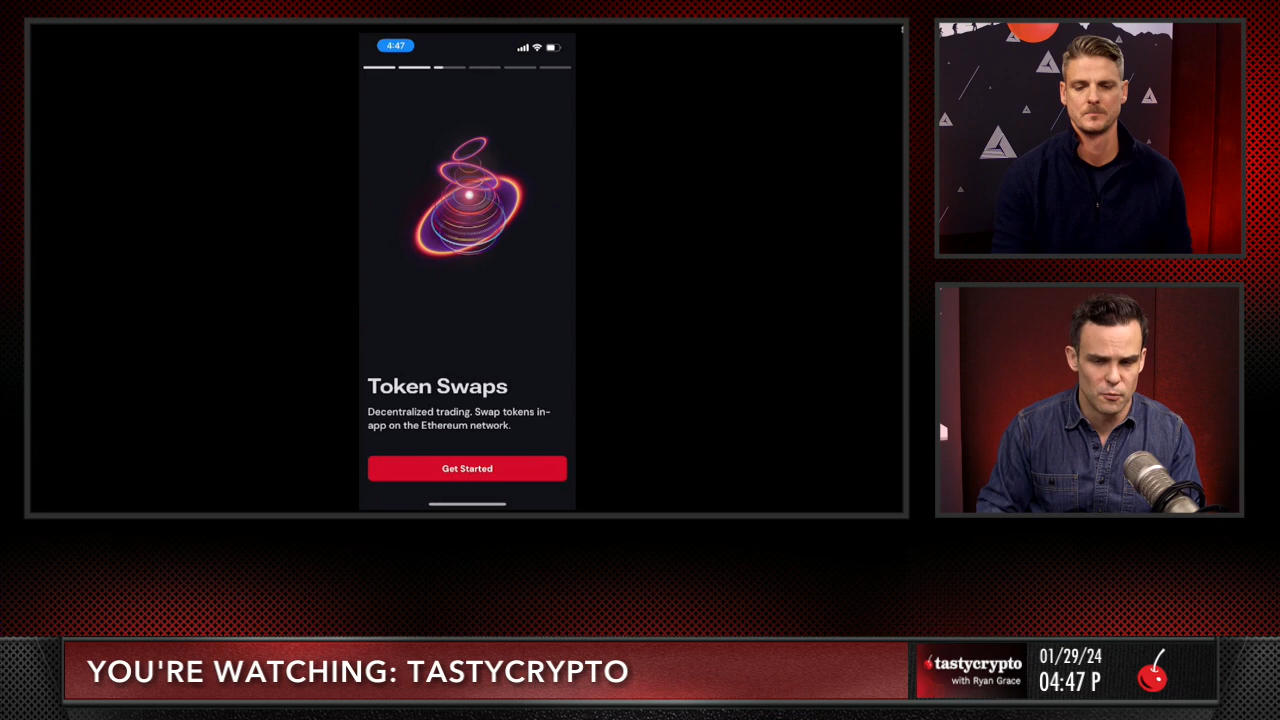 4:47
Token Swaps
Decentralized trading. Swap tokens in-
app on the Ethereum network.
Get Started
YOU'RE WATCHING: TASTYCRYPTO
tastycrypto
with Ryan Grace
01/29/24
04:47 P